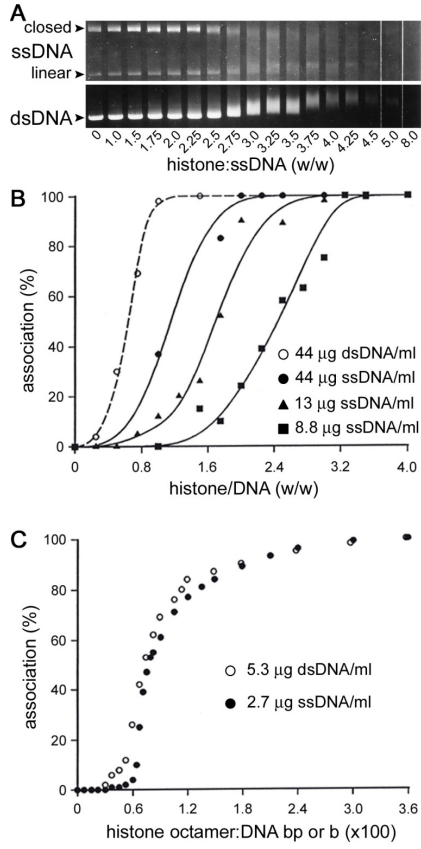 A
closed
ssDNA
linear
dsDNA
0 1.0 1.5 1.75 2.0 2.25 2.5 2.75 3.0 3.25 3.5 3.75 4.0 4.25 4.5 5.0 8.0
histone:ssDNA (w/w)
B
100
80
60
40
20
0
association (%)
44 µg dsDNA/ml
44 µg ssDNA/ml
13 µg ssDNA/ml
8.8 µg ssDNA/ml
0 0.8 1.6 2.4 3.2 4.0
histone/DNA (w/w)
C
100
80
60
40
20
0
association (%)
5.3 µg dsDNA/ml
2.7 µg ssDNA/ml
0 0.6 1.2 1.8 2.4 3.0 3.6
histone octamer:DNA bp or b (x100)